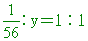 1/56 : y = 1 : 1